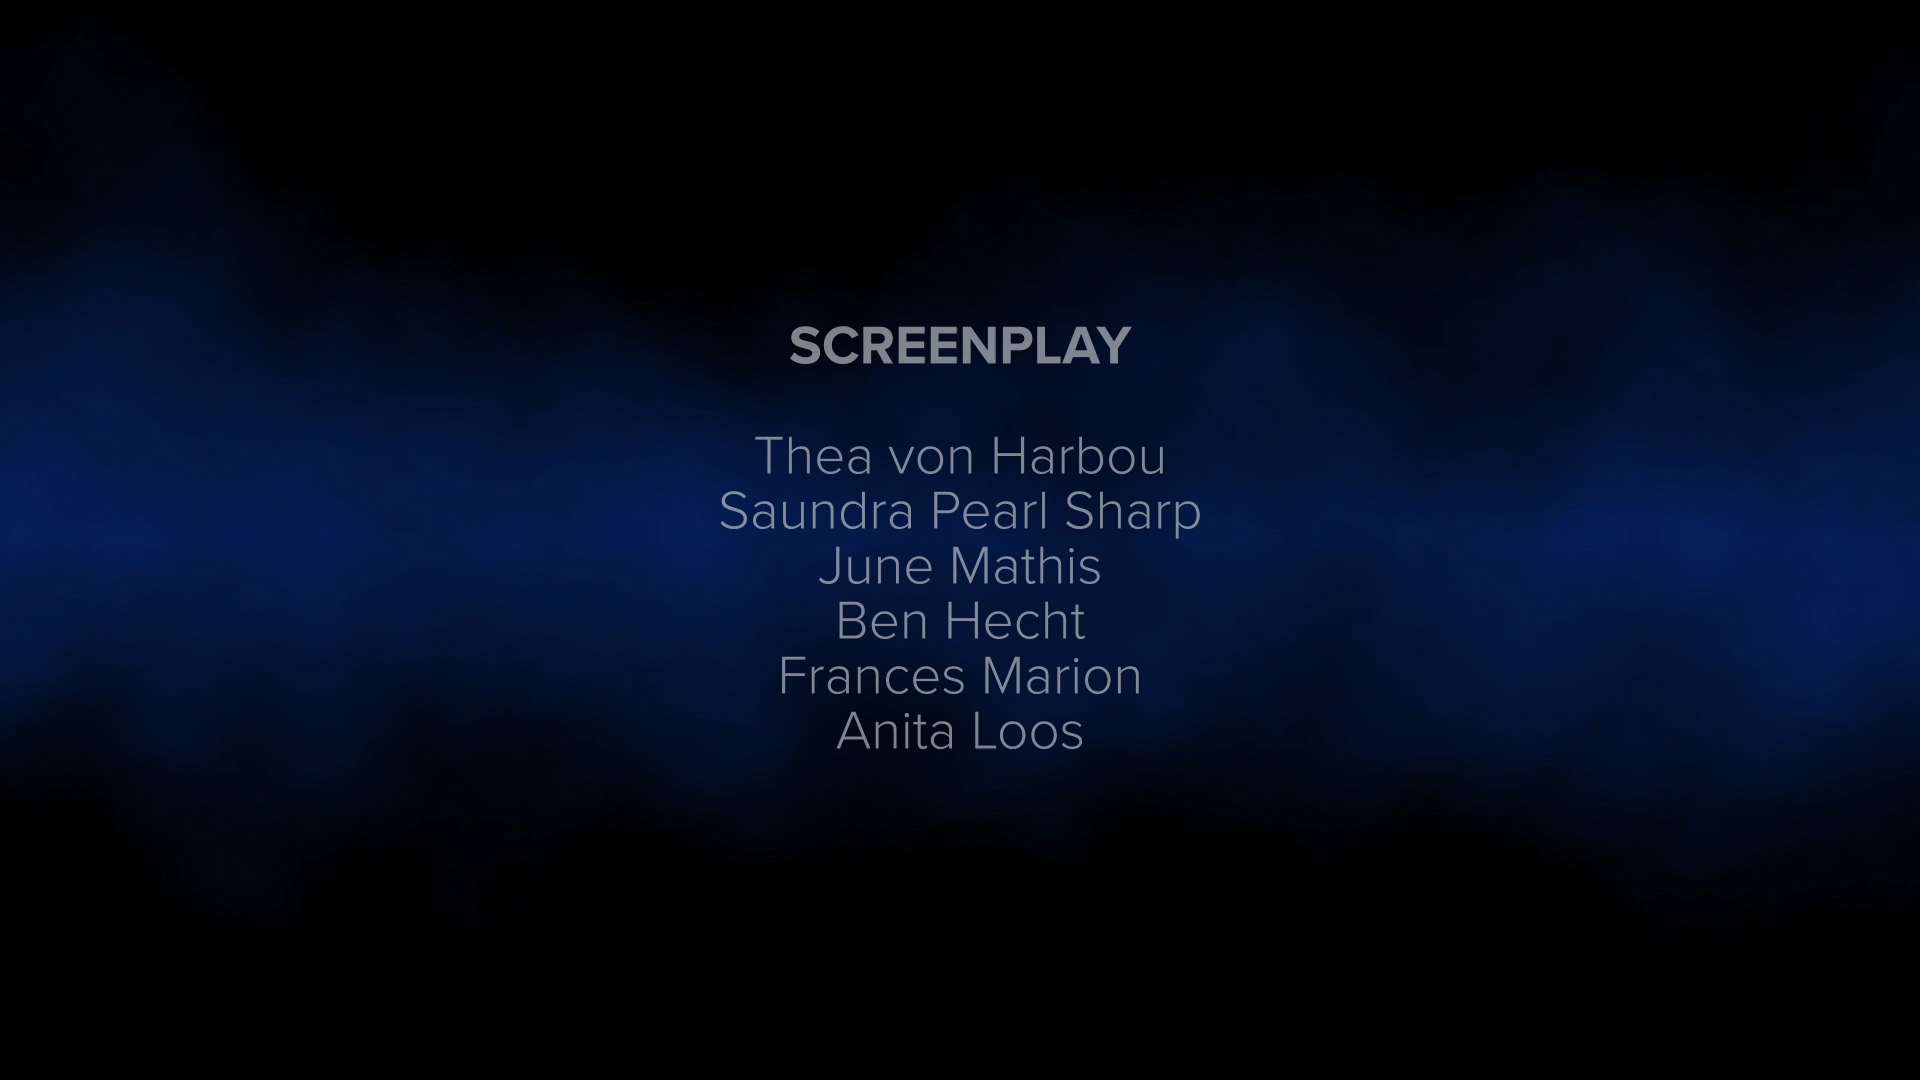 SCREENPLAY
Thea von Harbou
Saundra Pearl Sharp
June Mathis
Ben Hecht
Frances Marion
Anita Loos